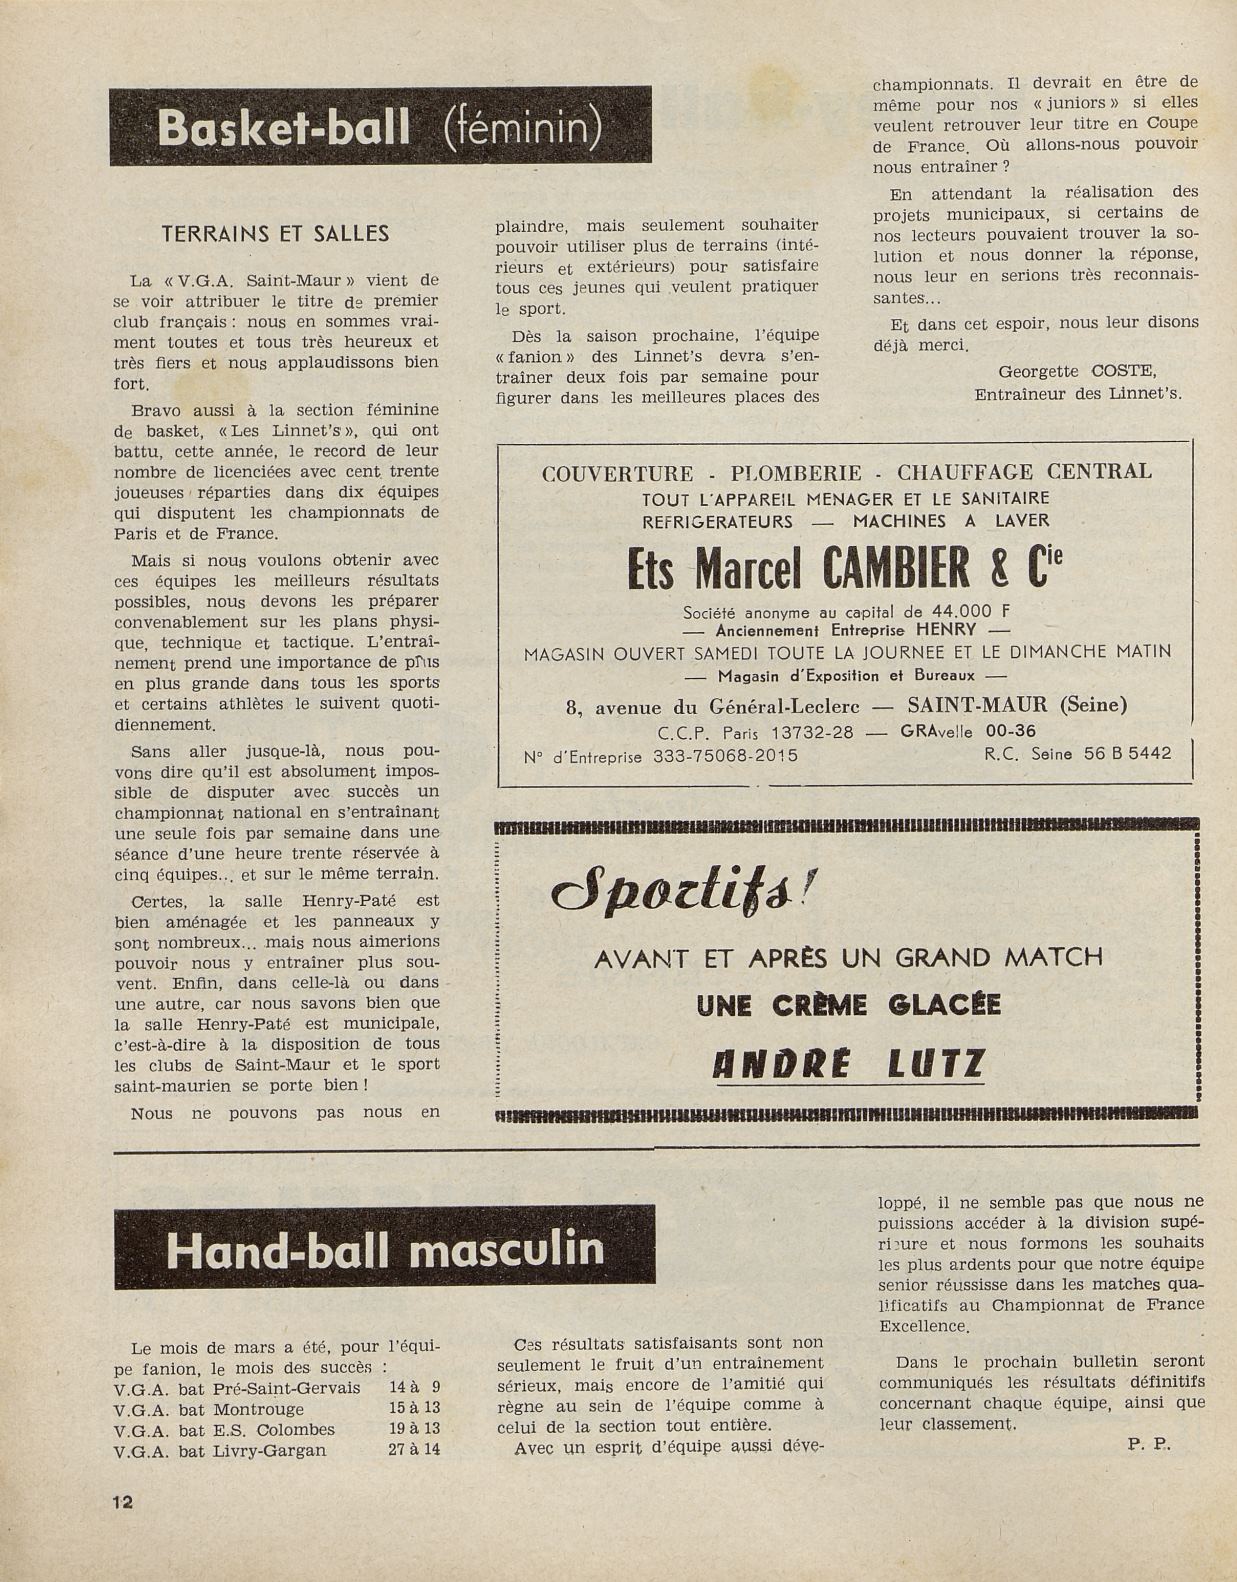 Basket-ball (féminin)
TERRAINS ET SALLES
La « V.G.A. Saint-Maur » vient de
se voir attribuer le titre de premier
club français : nous en sommes vrai-
ment toutes et tous très heureux et
très fiers et nous applaudissons bien
fort.
Bravo aussi à la section féminine
de basket, « Les Linnet's », qui ont
battu, cette année, le record de leur
nombre de licenciées avec cent trente
joueuses réparties dans dix équipes
qui disputent les championnats de
Paris et de France.
Mais si nous voulons obtenir avec
ces équipes les meilleurs résultats
possibles, nous devons les préparer
convenablement sur les plans physi-
que, technique et tactique. L'entraî-
nement prend une importance de plus
en plus grande dans tous les sports
et certains athlètes le suivent quoti-
diennement.
Sans aller jusque-là, nous pou-
vons dire qu'il est absolument impos-
sible de disputer avec succès un
championnat national en s'entraînant
une seule fois par semaine dans une
séance d'une heure trente réservée à
cinq équipes... et sur le même terrain.
Certes, la salle Henry-Paté est
bien aménagée et les panneaux y
sont nombreux... mais nous aimerions
pouvoir nous y entraîner plus sou-
vent. Enfin, dans celle-là ou dans
une autre, car nous savons bien que
la salle Henry-Paté est municipale,
c'est-à-dire à la disposition de tous
les clubs de Saint-Maur et le sport
saint-maurien se porte bien !
Nous ne pouvons pas nous en
plaindre, mais seulement souhaiter
pouvoir utiliser plus de terrains (inté-
rieurs et extérieurs) pour satisfaire
tous ces jeunes qui veulent pratiquer
le sport.
Dès la saison prochaine, l'équipe
« fanion » des Linnet's devra s'en-
traîner deux fois par semaine pour
figurer dans les meilleures places des
championnats. Il devrait en être de
même pour nos « juniors » si elles
veulent retrouver leur titre en Coupe
de France. Où allons-nous pouvoir
nous entraîner ?
En attendant la réalisation des
projets municipaux, si certains de
nos lecteurs pouvaient trouver la so-
lution et nous donner la réponse,
nous leur en serions très reconnais-
santes...
Et dans cet espoir, nous leur disons
déjà merci.
Georgette COSTE,
Entraîneur des Linnet's.
COUVERTURE - PLOMBERIE - CHAUFFAGE CENTRAL
TOUT L'APPAREIL MENAGER ET LE SANITAIRE
REFRIGERATEURS — MACHINES A LAVER
Ets Marcel CAMBIER & Cie
Société anonyme au capital de 44.000 F
— Anciennement Entreprise HENRY —
MAGASIN OUVERT SAMEDI TOUTE LA JOURNEE ET LE DIMANCHE MATIN
— Magasin d'Exposition et Bureaux —
8, avenue du Général-Leclerc — SAINT-MAUR (Seine)
C.C.P. Paris 13732-28 — GRAvelle 00-36
N° d'Entreprise 333-75068-2015 R.C. Seine 56 B 5442
Sportifs !
AVANT ET APRÈS UN GRAND MATCH
UNE CRÈME GLACÉE
ANDRÉ LUTZ
Hand-ball masculin
Le mois de mars a été, pour l'équi-
pe fanion, le mois des succès :
V.G.A. bat Pré-Saint-Gervais 14 à 9
V.G.A. bat Montrouge 15 à 13
V.G.A. bat E.S. Colombes 19 à 13
V.G.A. bat Livry-Gargan 27 à 14
Ces résultats satisfaisants sont non
seulement le fruit d'un entraînement
sérieux, mais encore de l'amitié qui
règne au sein de l'équipe comme à
celui de la section tout entière.
Avec un esprit d'équipe aussi déve-
loppé, il ne semble pas que nous ne
puissions accéder à la division supé-
rieure et nous formons les souhaits
les plus ardents pour que notre équipe
senior réussisse dans les matches qua-
lificatifs au Championnat de France
Excellence.
Dans le prochain bulletin seront
communiqués les résultats définitifs
concernant chaque équipe, ainsi que
leur classement.
P. P.
12